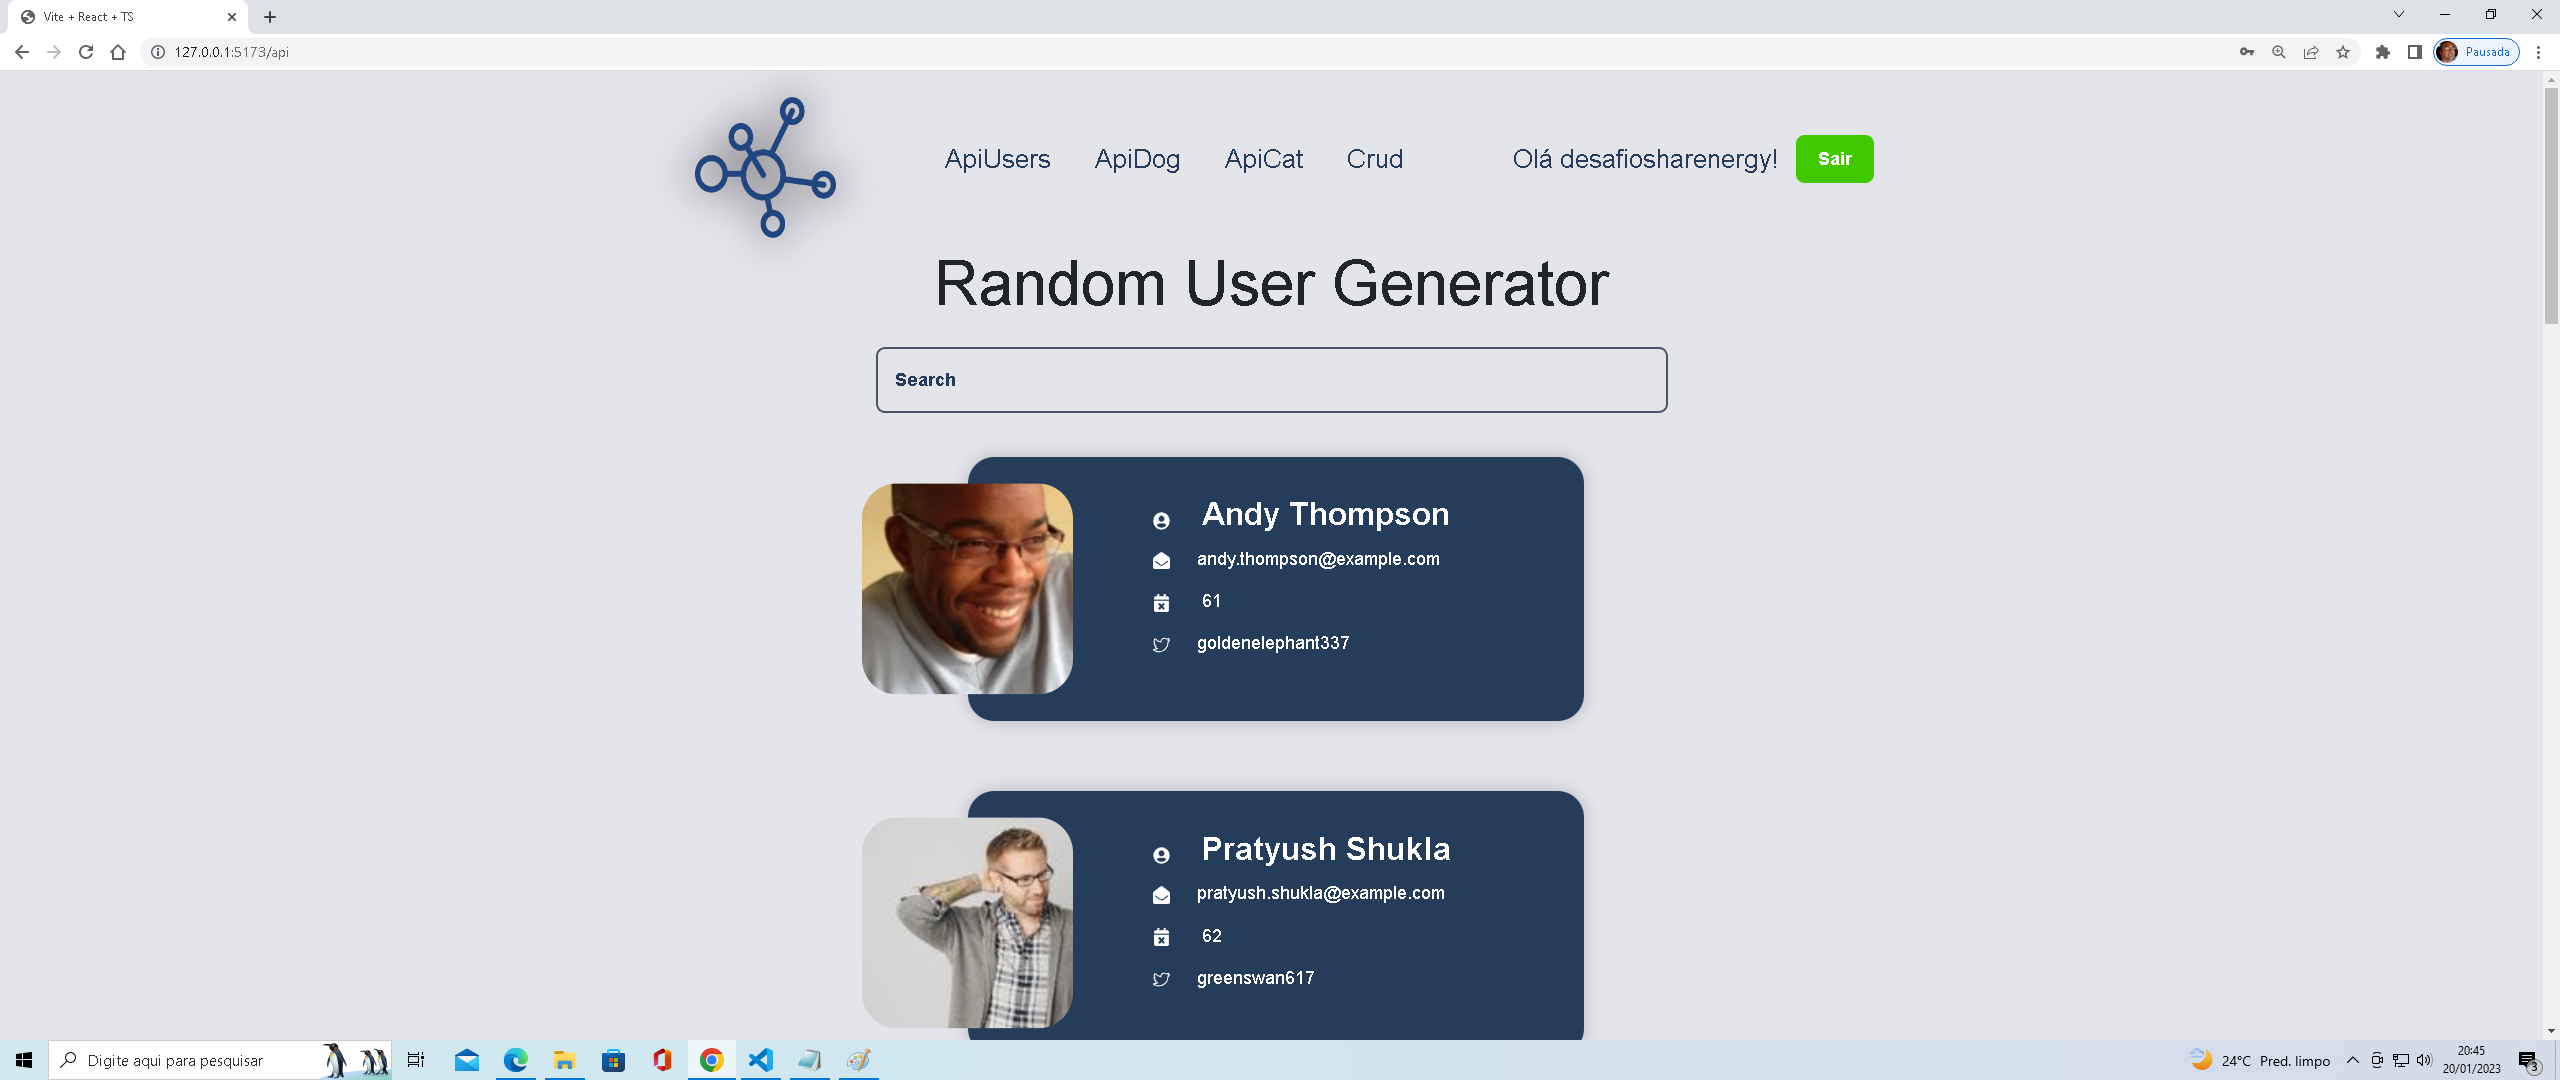 Vite + React + TS
127.0.0.1:5173/api
Pausada
ApiUsers ApiDog ApiCat Crud Olá desafiosharenergy! Sair
Random User Generator
Search
Andy Thompson
andy.thompson@example.com
61
goldenelephant337
Pratyush Shukla
pratyush.shukla@example.com
62
greenswan617
Digite aqui para pesquisar
24°C Pred. limpo
20:45
20/01/2023
3